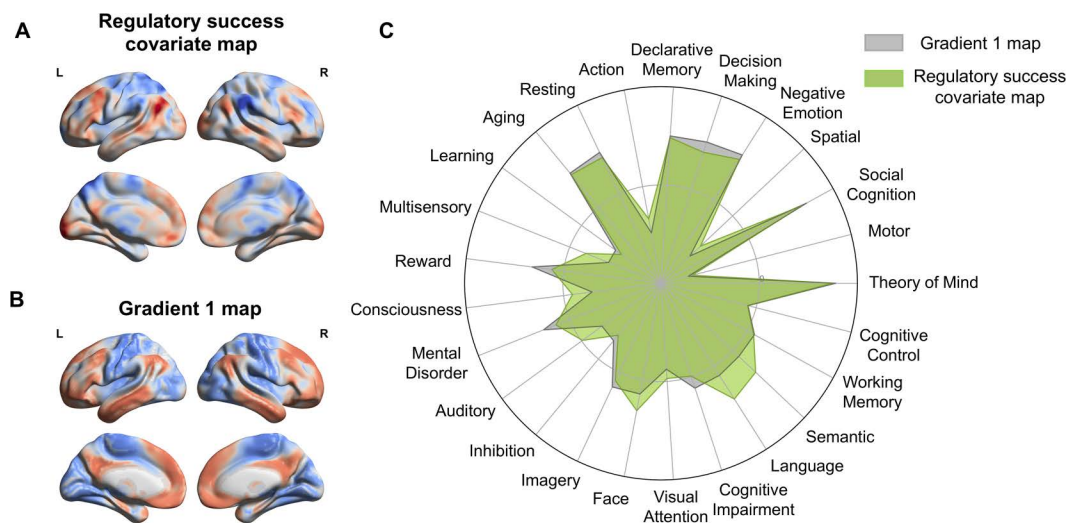 A
Regulatory success
covariate map
L
R
B
Gradient 1 map
L
R
C
Gradient 1 map
Regulatory success
covariate map
Declarative
Memory
Decision
Making
Negative
Emotion
Spatial
Social
Cognition
Motor
0
Theory of Mind
Cognitive
Control
Working
Memory
Semantic
Language
Cognitive
Impairment
Visual
Attention
Face
Imagery
Inhibition
Auditory
Mental
Disorder
Consciousness
Reward
Multisensory
Learning
Aging
Resting
Action